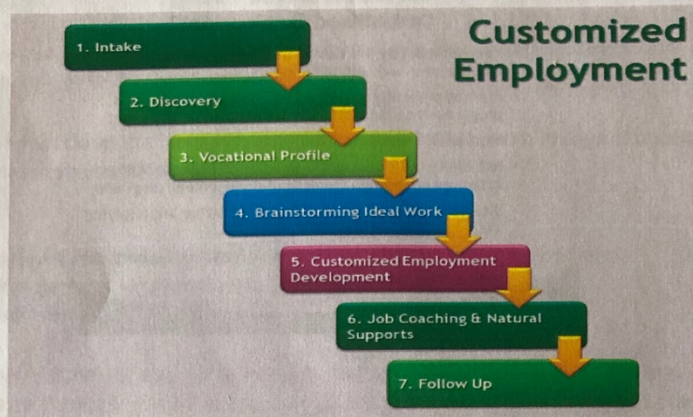 Customized
Employment
1. Intake
2. Discovery
3. Vocational Profile
4. Brainstorming Ideal Work
5. Customized Employment
Development
6. Job Coaching & Natural
Supports
7. Follow Up